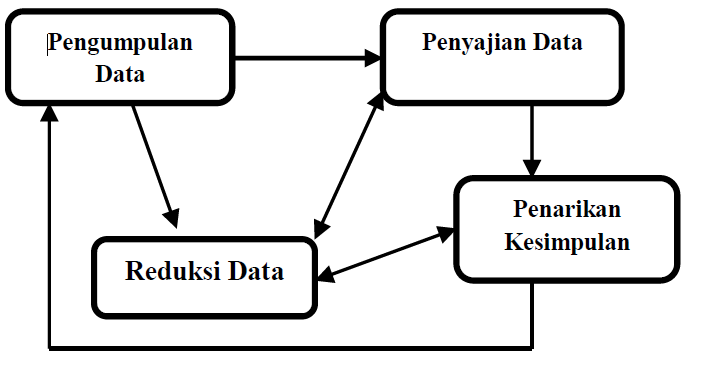 Pengumpulan
Data
Penyajian Data
Penarikan
Kesimpulan
Reduksi Data